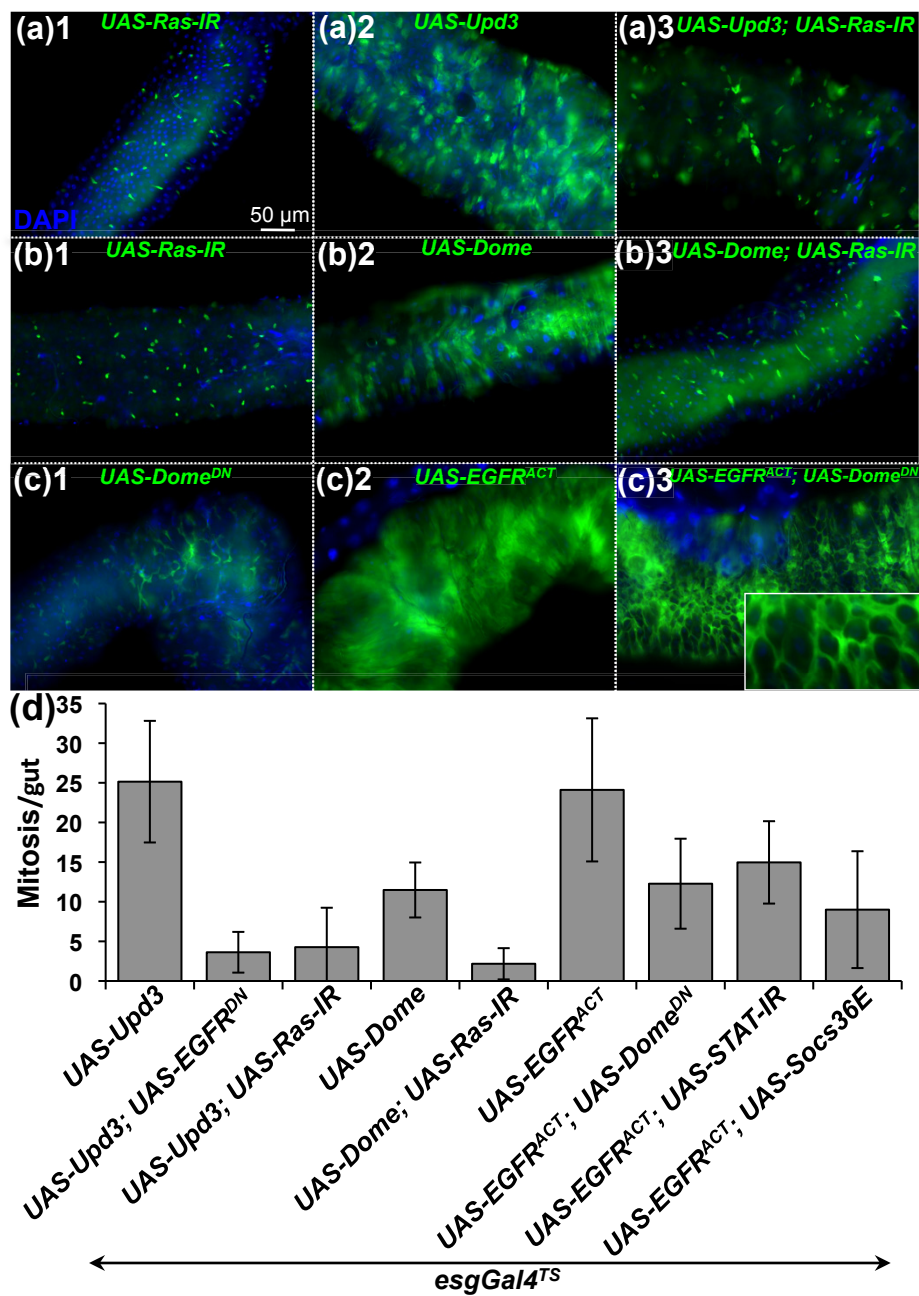 (a)1 UAS-Ras-IR
(a)2 UAS-Upd3
(a)3 UAS-Upd3; UAS-Ras-IR
DAPI
50 µm
(b)1 UAS-Ras-IR
(b)2 UAS-Dome
(b)3 UAS-Dome; UAS-Ras-IR
(c)1 UAS-Dome^DN
(c)2 UAS-EGFR^ACT
(c)3 UAS-EGFR^ACT; UAS-Dome^DN
(d)
Mitosis/gut
35
30
25
20
15
10
5
0
UAS-Upd3
UAS-Upd3; UAS-EGFR^DN
UAS-Upd3; UAS-Ras-IR
UAS-Dome
UAS-Dome; UAS-Ras-IR
UAS-EGFR^ACT
UAS-EGFR^ACT; UAS-Dome^DN
UAS-EGFR^ACT; UAS-STAT-IR
UAS-EGFR^ACT; UAS-Socs36E
esgGal4^TS